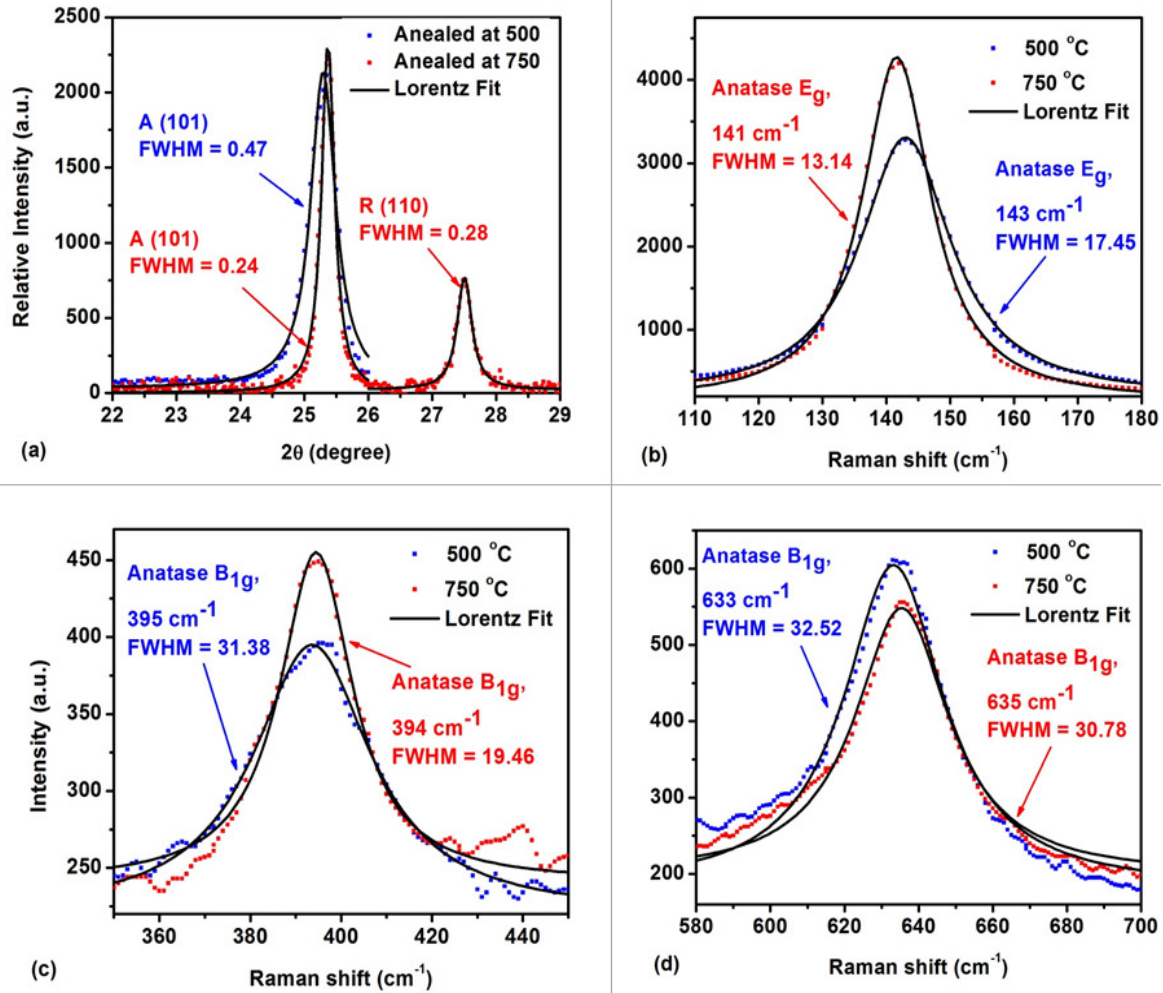 2500
2000
1500
1000
500
0
Relative Intensity (a.u.)
Anealed at 500
Anealed at 750
Lorentz Fit
A (101)
FWHM = 0.47
A (101)
FWHM = 0.24
R (110)
FWHM = 0.28
22 23 24 25 26 27 28 29
2θ (degree)
(a)
4000
3000
2000
1000
500 °C
750 °C
Lorentz Fit
Anatase Eg,
141 cm⁻¹
FWHM = 13.14
Anatase Eg,
143 cm⁻¹
FWHM = 17.45
110 120 130 140 150 160 170 180
Raman shift (cm⁻¹)
(b)
450
400
350
300
250
Intensity (a.u.)
500 °C
750 °C
Lorentz Fit
Anatase B1g,
395 cm⁻¹
FWHM = 31.38
Anatase B1g,
394 cm⁻¹
FWHM = 19.46
360 380 400 420 440
Raman shift (cm⁻¹)
(c)
600
500
400
300
200
500 °C
750 °C
Lorentz Fit
Anatase B1g,
633 cm⁻¹
FWHM = 32.52
Anatase B1g,
635 cm⁻¹
FWHM = 30.78
580 600 620 640 660 680 700
Raman shift (cm⁻¹)
(d)